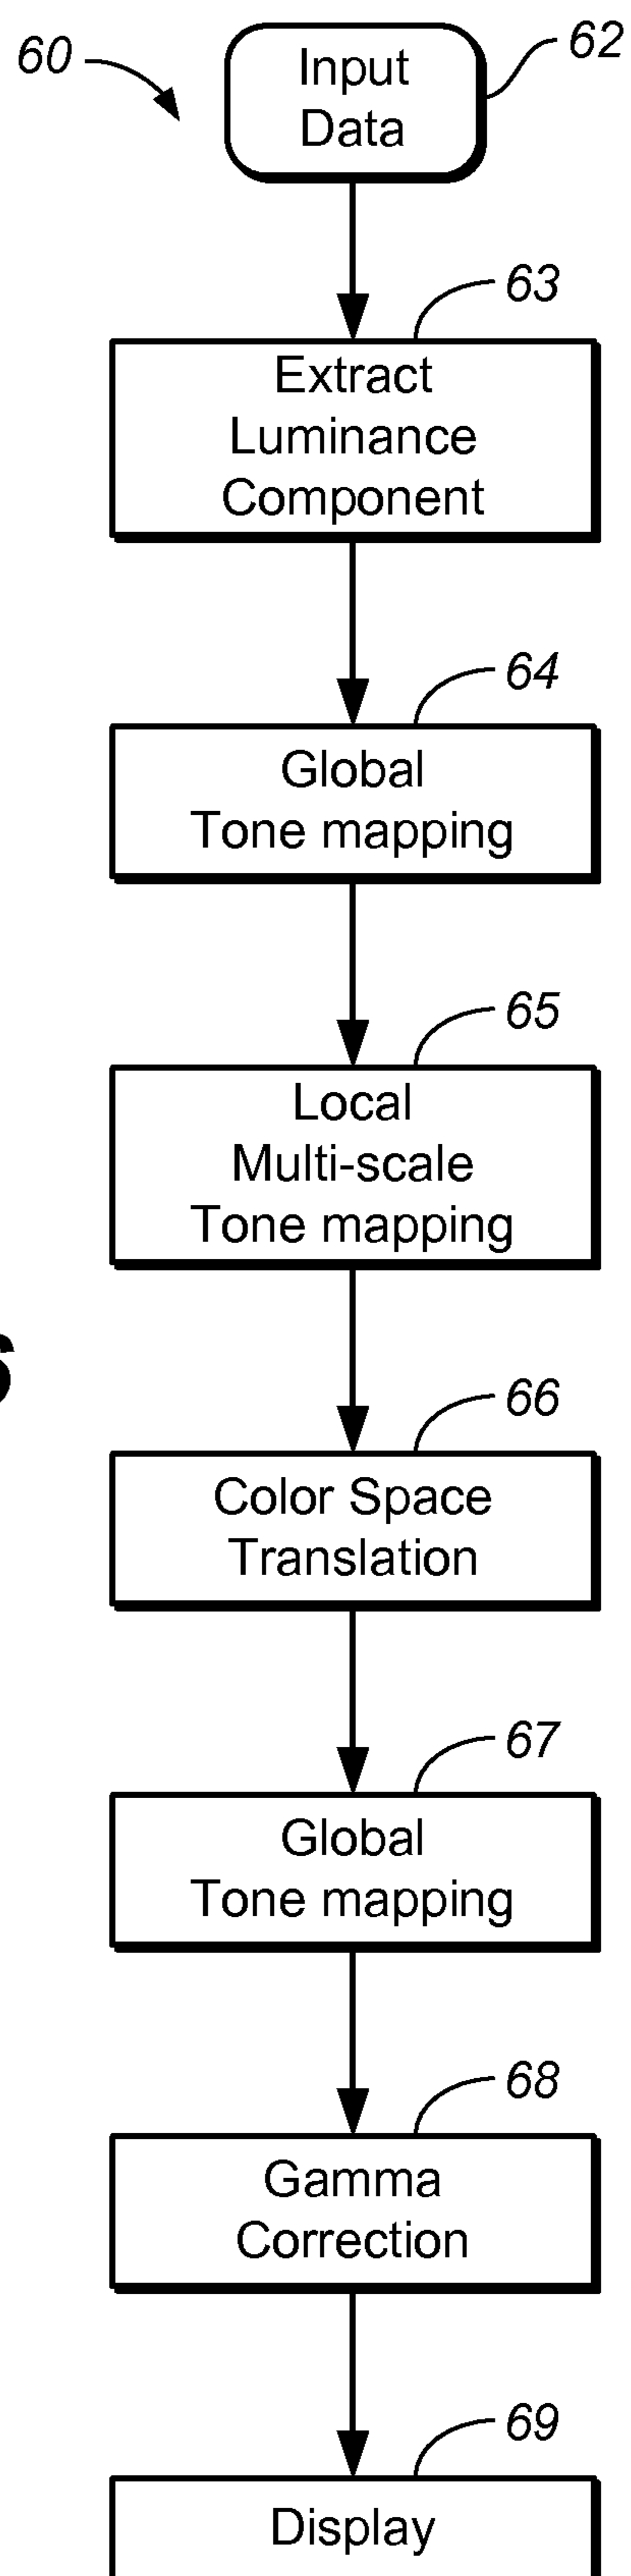 60
62
Input
Data
63
Extract
Luminance
Component
64
Global
Tone mapping
65
Local
Multi-scale
Tone mapping
66
Color Space
Translation
67
Global
Tone mapping
68
Gamma
Correction
69
Display